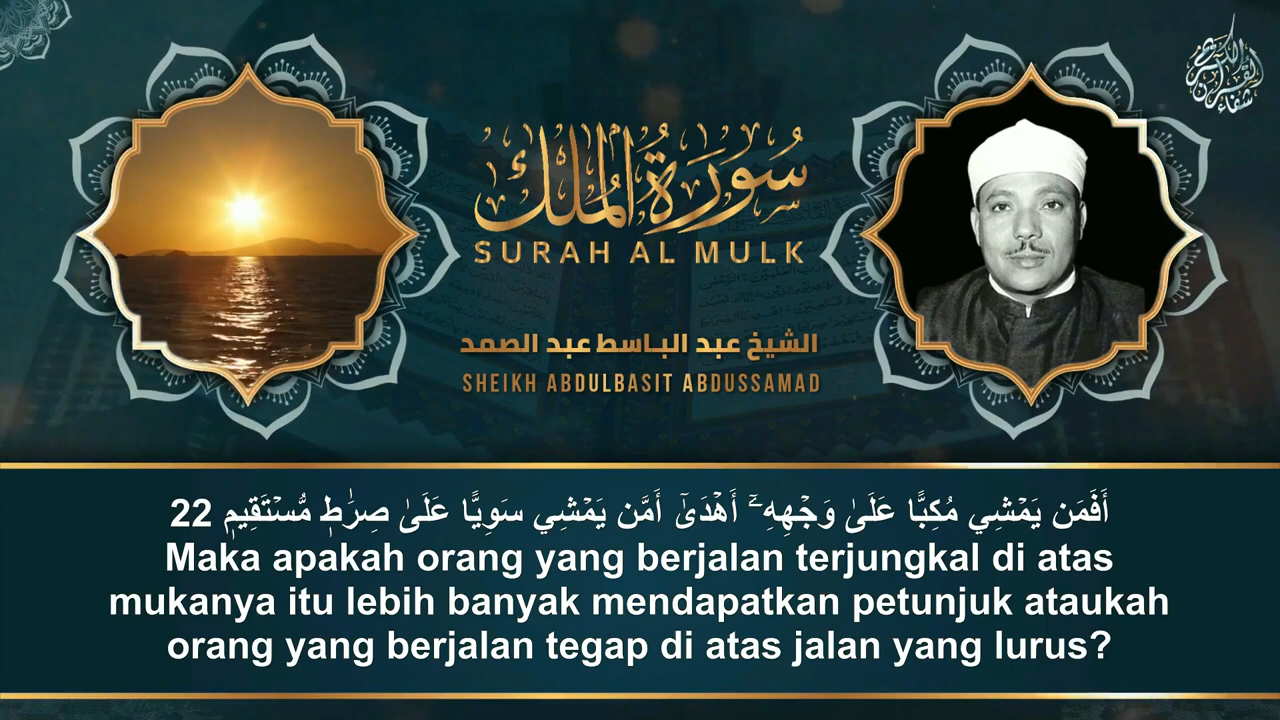 سُورَةُ المُلْك
SURAH AL MULK
الشيخ عبد الباسط عبد الصمد
SHEIKH ABDULBASIT ABDUSSAMAD
أَفَمَن يَمْشِي مُكِبًّا عَلَىٰ وَجْهِهِۦٓ أَهْدَىٰٓ أَمَّن يَمْشِي سَوِيًّا عَلَىٰ صِرَٰطٖ مُّسْتَقِيمٖ 22
Maka apakah orang yang berjalan terjungkal di atas
mukanya itu lebih banyak mendapatkan petunjuk ataukah
orang yang berjalan tegap di atas jalan yang lurus?